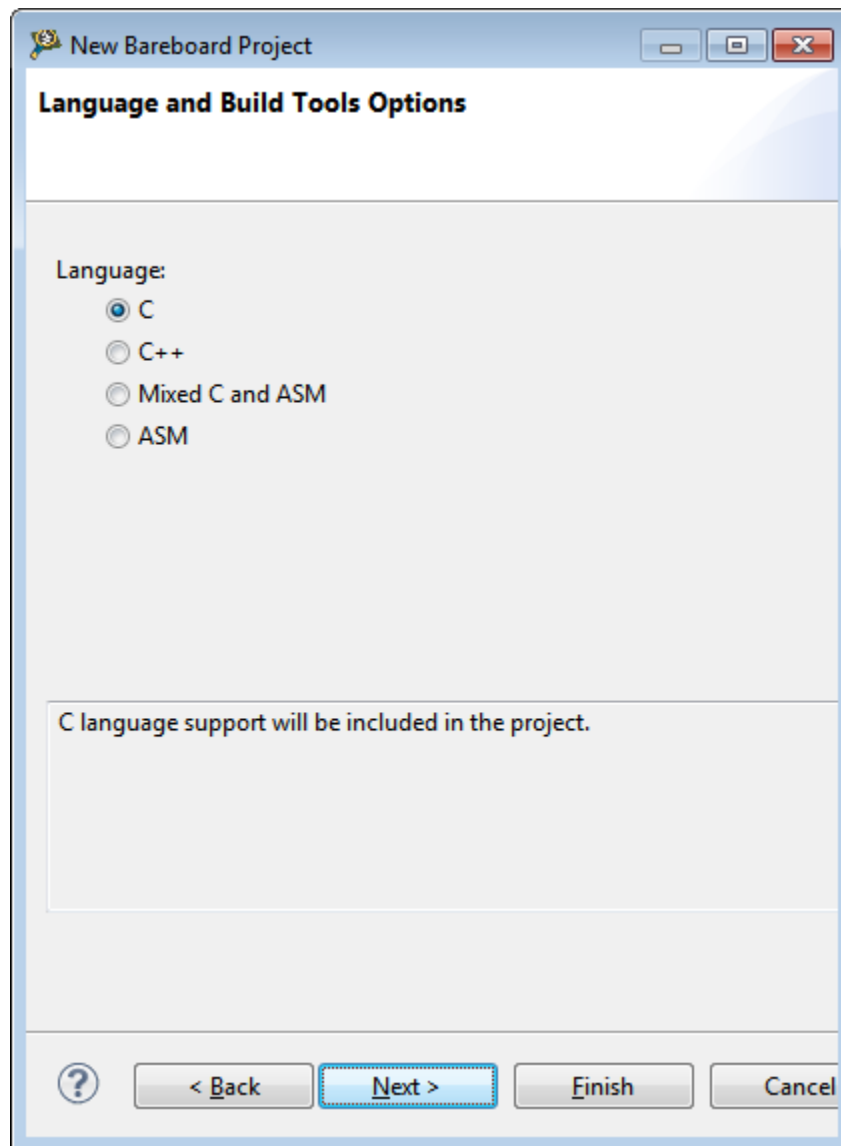 New Bareboard Project
Language and Build Tools Options
Language:
C
C++
Mixed C and ASM
ASM
C language support will be included in the project.
?
< Back
Next >
Finish
Cancel